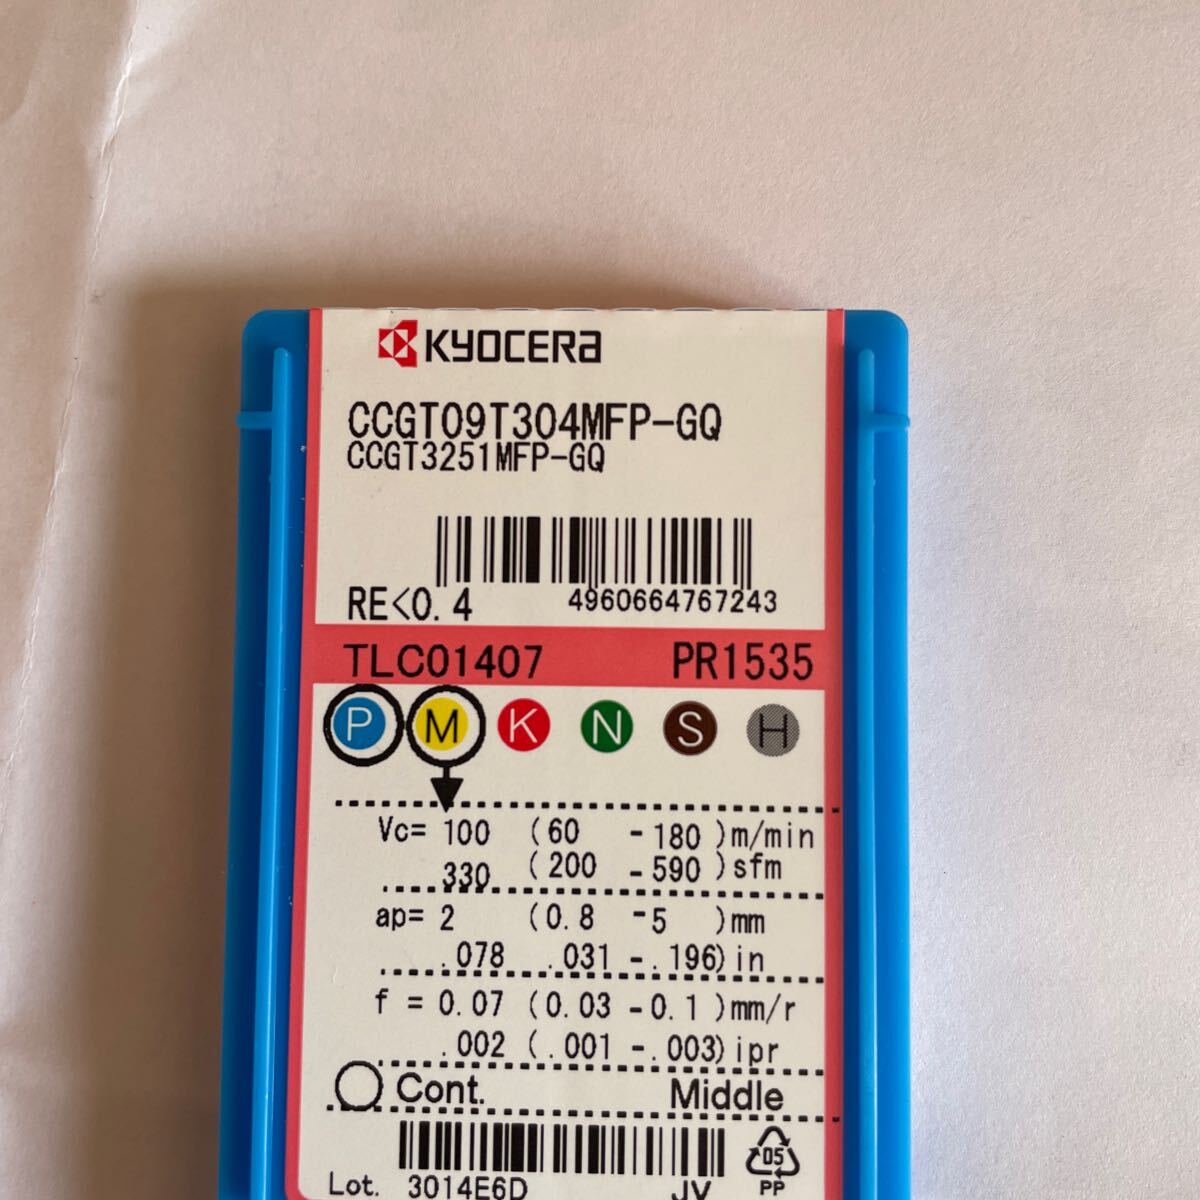 KYOCERA
CCGT09T304MFP-GQ
CCGT3251MFP-GQ
RE<0.4 4960664767243
TLC01407 PR1535
P M K N S H
Vc= 100 (60 -180 )m/min
330 (200 -590 )sfm
ap= 2 (0.8 -5 )mm
.078 .031 -.196)in
f = 0.07 (0.03 -0.1 )mm/r
.002 (.001 -.003)ipr
Cont. Middle
05
PP
Lot. 3014E6D JV